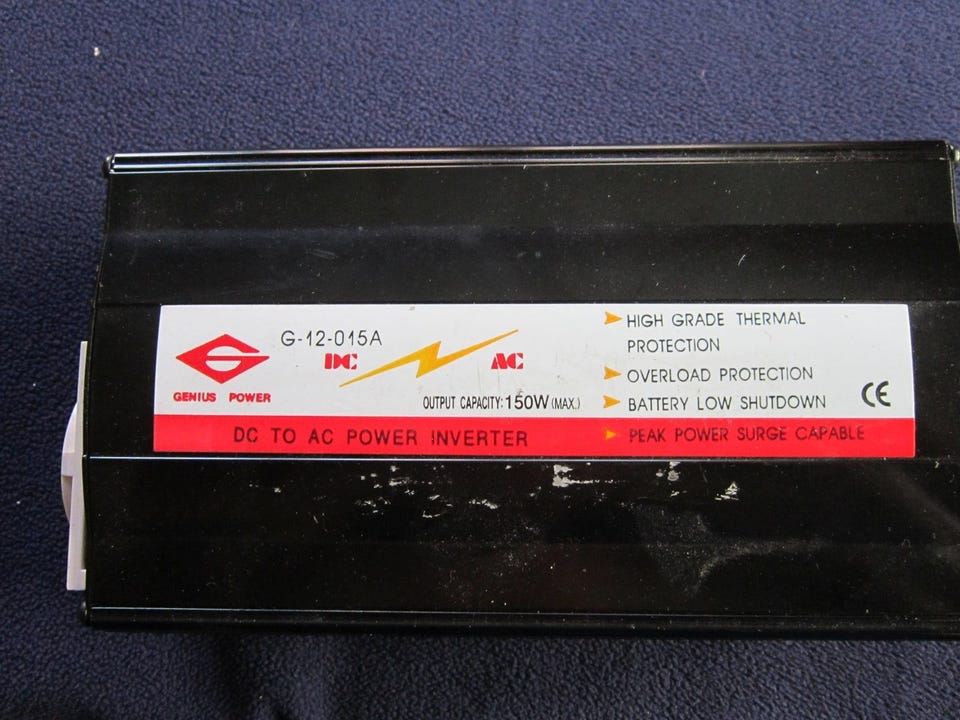 G-12-015A
DC AC
GENIUS POWER
OUTPUT CAPACITY: 150W (MAX.)
DC TO AC POWER INVERTER
HIGH GRADE THERMAL
PROTECTION
OVERLOAD PROTECTION
BATTERY LOW SHUTDOWN
PEAK POWER SURGE CAPABLE
CE